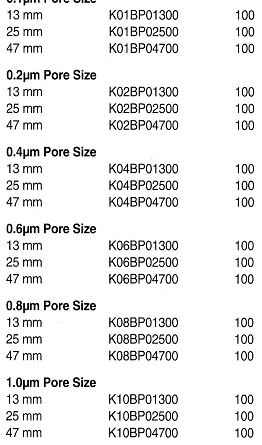 0.1µm Pore Size
13 mm K01BP01300 100
25 mm K01BP02500 100
47 mm K01BP04700 100
0.2µm Pore Size
13 mm K02BP01300 100
25 mm K02BP02500 100
47 mm K02BP04700 100
0.4µm Pore Size
13 mm K04BP01300 100
25 mm K04BP02500 100
47 mm K04BP04700 100
0.6µm Pore Size
13 mm K06BP01300 100
25 mm K06BP02500 100
47 mm K06BP04700 100
0.8µm Pore Size
13 mm K08BP01300 100
25 mm K08BP02500 100
47 mm K08BP04700 100
1.0µm Pore Size
13 mm K10BP01300 100
25 mm K10BP02500 100
47 mm K10BP04700 100